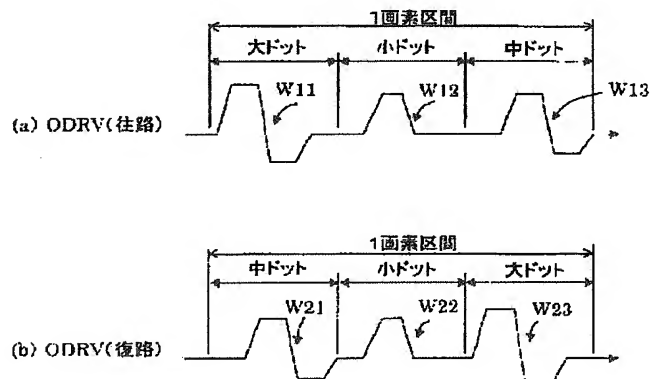 1画素区間
大ドット 小ドット 中ドット
W11 W12 W13
(a) ODRV(往路)
1画素区間
中ドット 小ドット 大ドット
W21 W22 W23
(b) ODRV(復路)